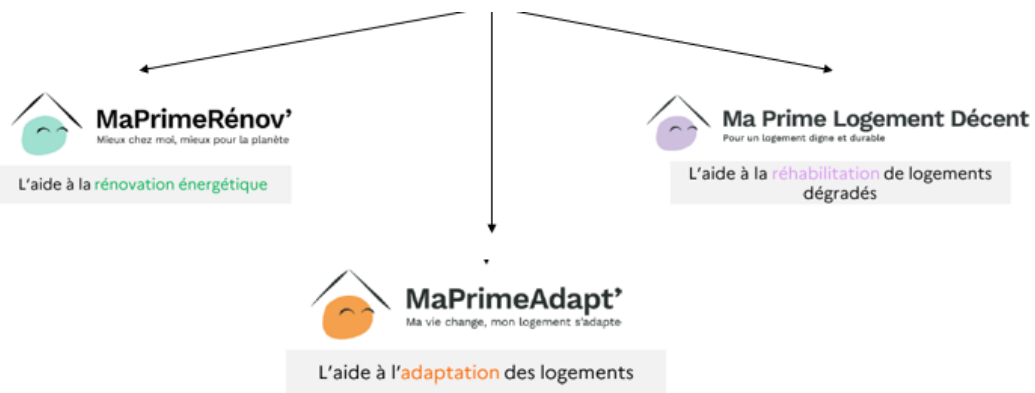 MaPrimeRénov’
Mieux chez moi, mieux pour la planète
L’aide à la rénovation énergétique
Ma Prime Logement Décent
Pour un logement digne et durable
L’aide à la réhabilitation de logements
dégradés
MaPrimeAdapt’
Ma vie change, mon logement s’adapte
L’aide à l’adaptation des logements